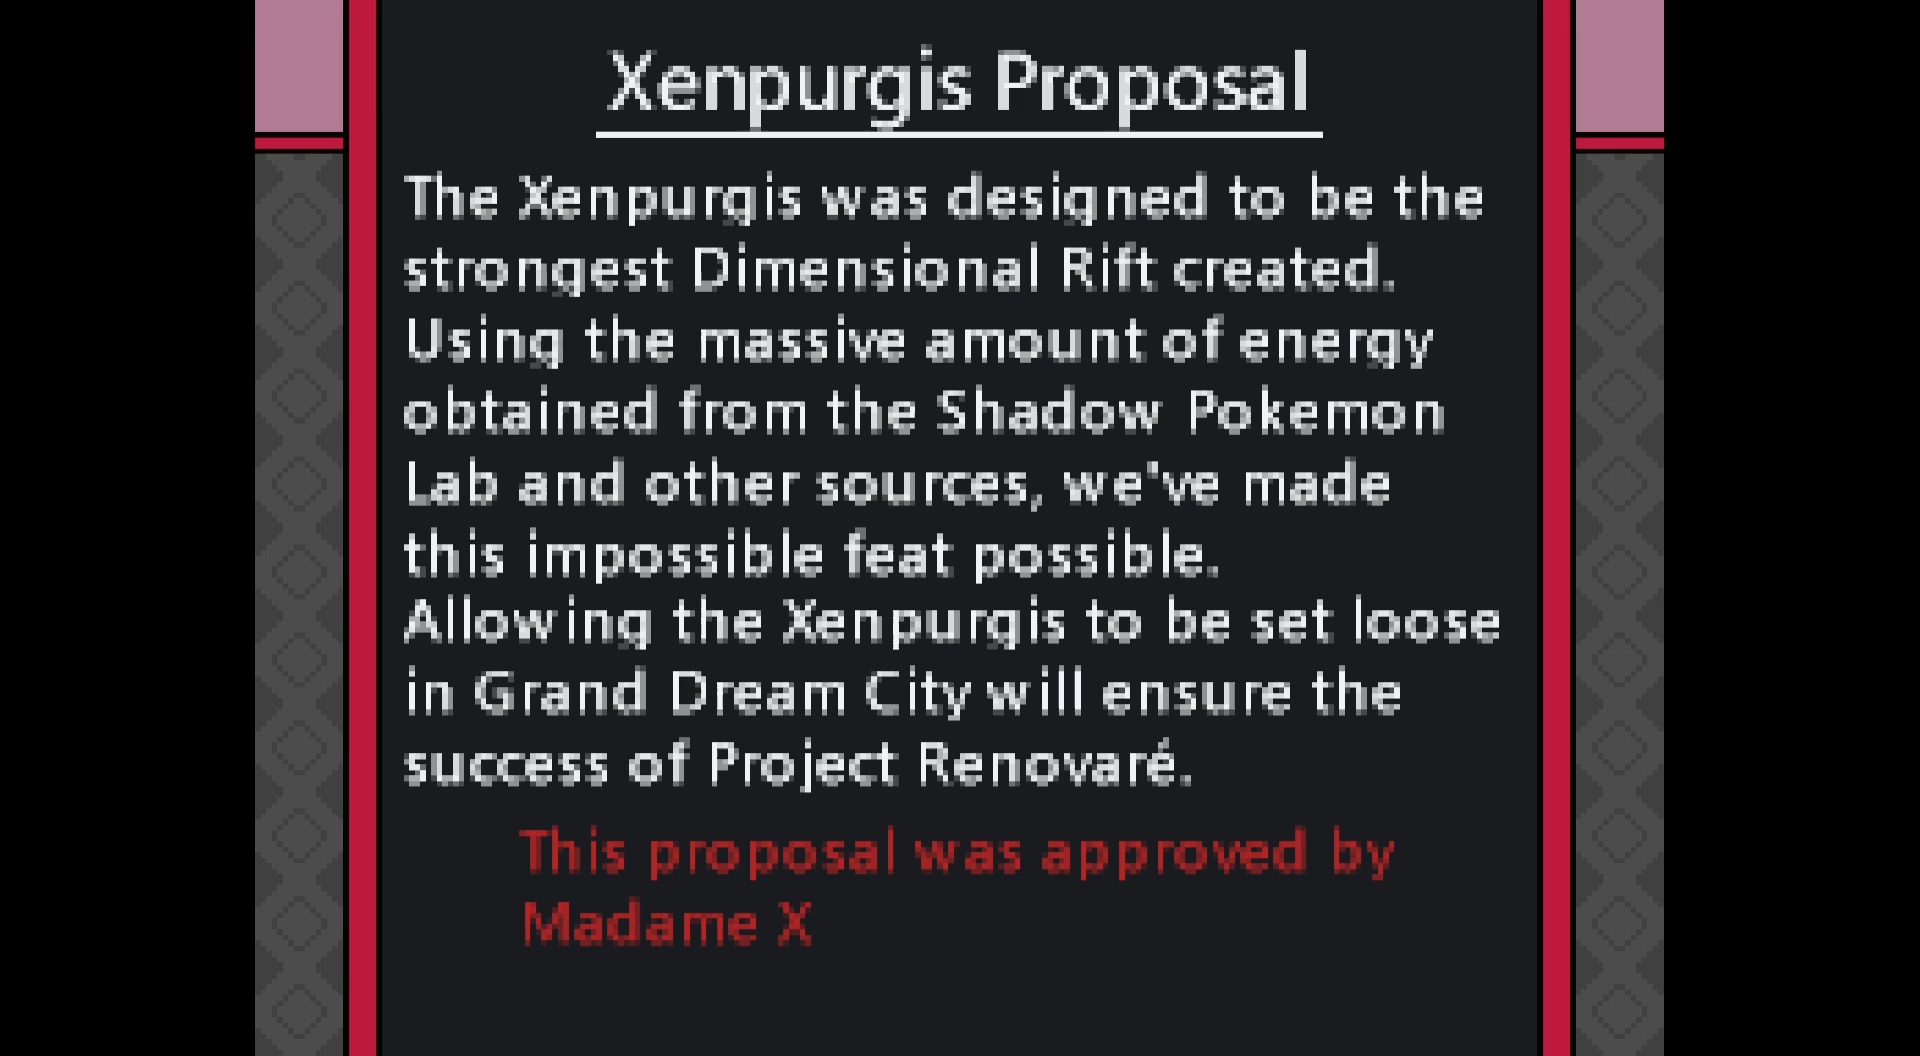 Xenpurgis Proposal
The Xenpurgis was designed to be the
strongest Dimensional Rift created.
Using the massive amount of energy
obtained from the Shadow Pokemon
Lab and other sources, we've made
this impossible feat possible.
Allowing the Xenpurgis to be set loose
in Grand Dream City will ensure the
success of Project Renovaré.
This proposal was approved by
Madame X